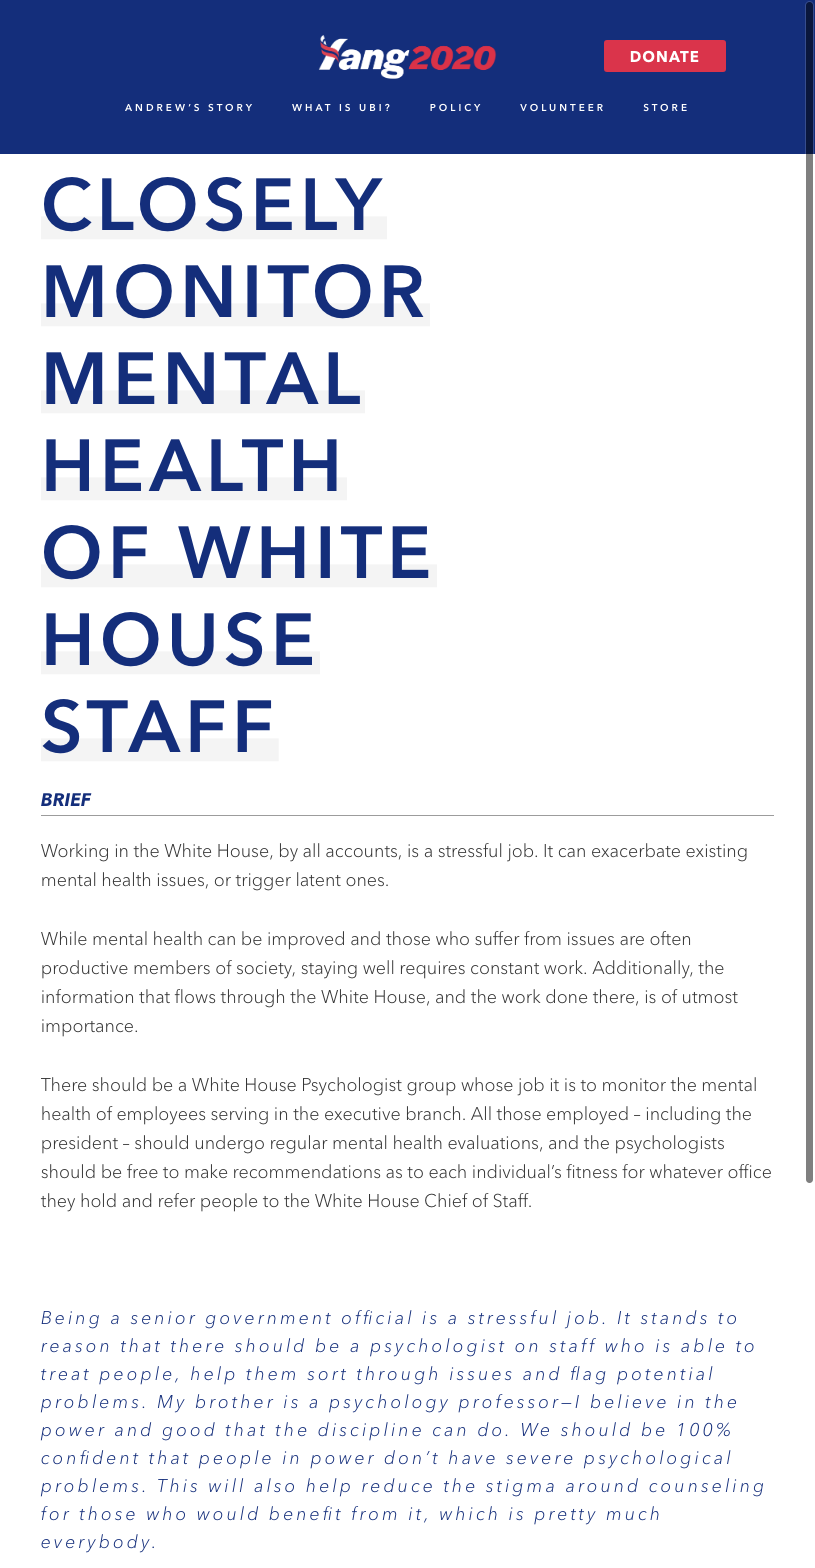 Yang2020
DONATE
ANDREW'S STORY WHAT IS UBI? POLICY VOLUNTEER STORE
CLOSELY
MONITOR
MENTAL
HEALTH
OF WHITE
HOUSE
STAFF
BRIEF
Working in the White House, by all accounts, is a stressful job. It can exacerbate existing
mental health issues, or trigger latent ones.
While mental health can be improved and those who suffer from issues are often
productive members of society, staying well requires constant work. Additionally, the
information that flows through the White House, and the work done there, is of utmost
importance.
There should be a White House Psychologist group whose job it is to monitor the mental
health of employees serving in the executive branch. All those employed – including the
president – should undergo regular mental health evaluations, and the psychologists
should be free to make recommendations as to each individual's fitness for whatever office
they hold and refer people to the White House Chief of Staff.
Being a senior government official is a stressful job. It stands to
reason that there should be a psychologist on staff who is able to
treat people, help them sort through issues and flag potential
problems. My brother is a psychology professor—I believe in the
power and good that the discipline can do. We should be 100%
confident that people in power don't have severe psychological
problems. This will also help reduce the stigma around counseling
for those who would benefit from it, which is pretty much
everybody.